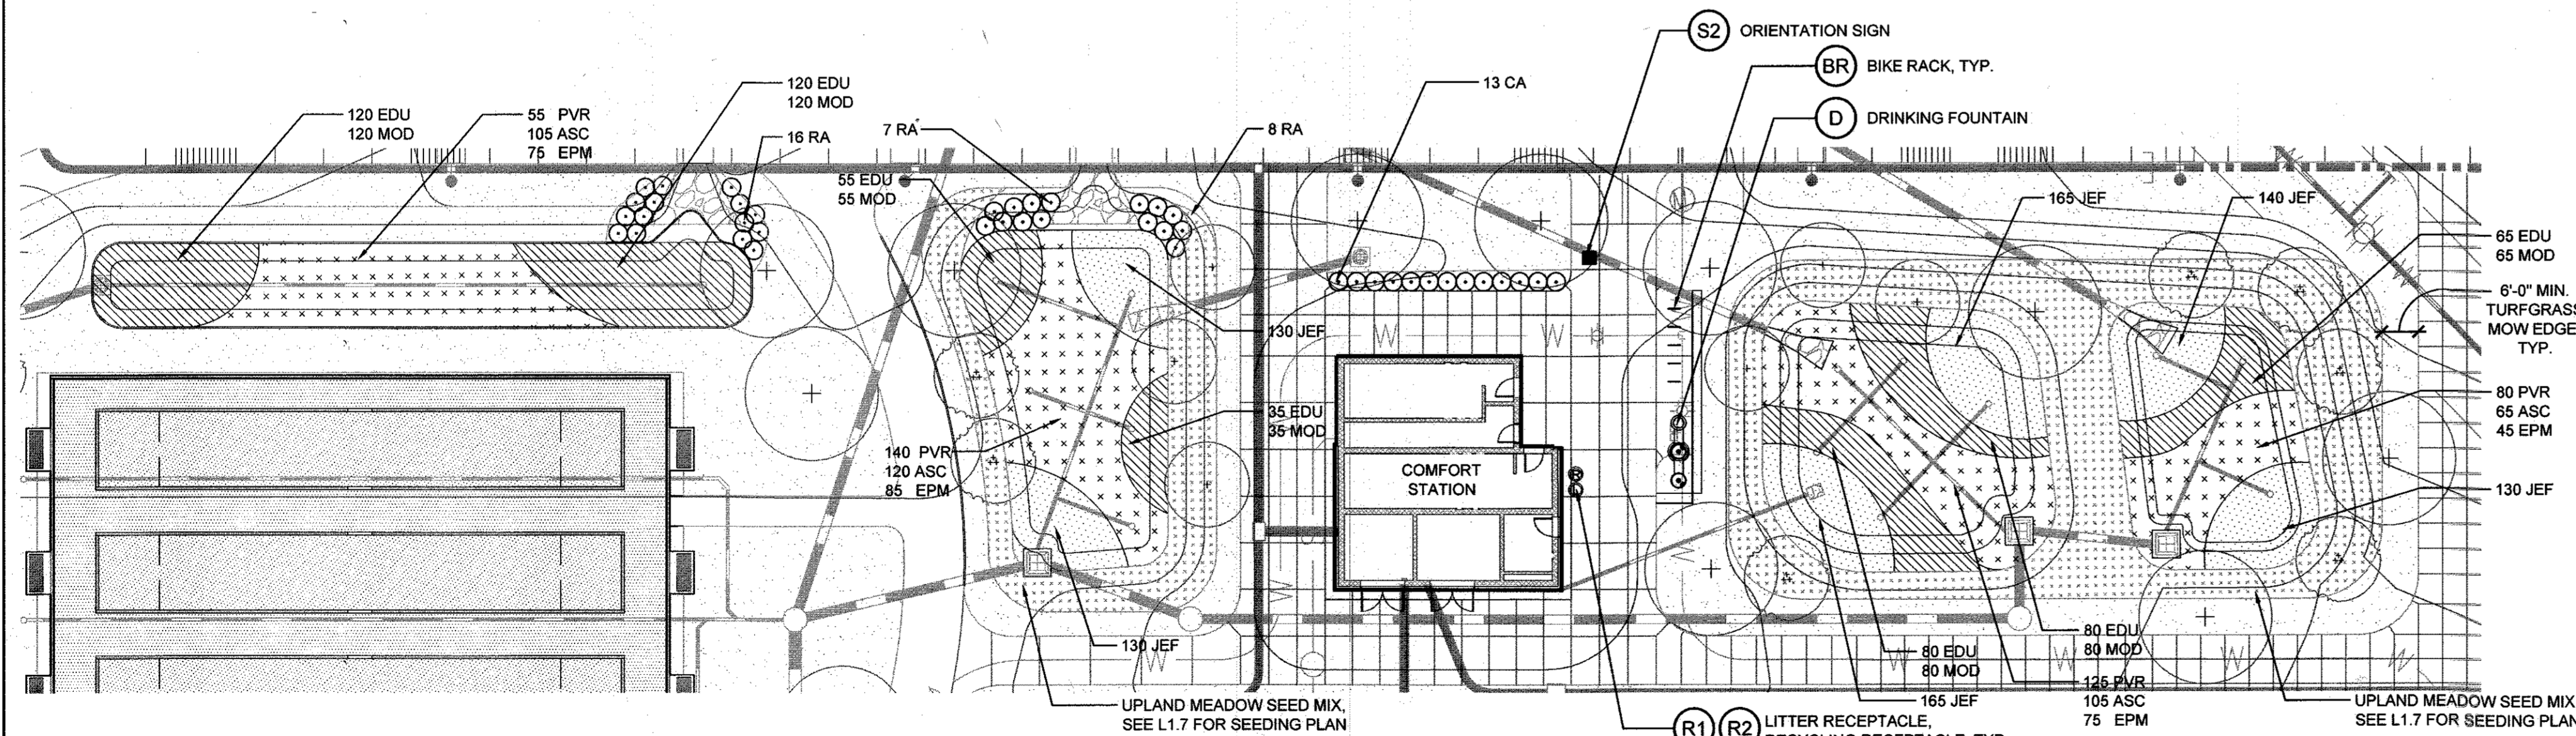 S2 ORIENTATION SIGN
BR BIKE RACK, TYP.
D DRINKING FOUNTAIN
120 EDU
120 MOD
55 PVR
105 ASC
75 EPM
120 EDU
120 MOD
16 RA
7 RA
8 RA
13 CA
55 EDU
55 MOD
130 JEF
35 EDU
35 MOD
140 PVR
120 ASC
85 EPM
130 JEF
UPLAND MEADOW SEED MIX,
SEE L1.7 FOR SEEDING PLAN
W
W
W
W
COMFORT
STATION
165 JEF
140 JEF
65 EDU
65 MOD
6'-0" MIN.
TURFGRASS
MOW EDGE
TYP.
80 PVR
65 ASC
45 EPM
130 JEF
80 EDU
80 MOD
80 EDU
80 MOD
W
W
W
165 JEF
125 PVR
105 ASC
75 EPM
UPLAND MEADOW SEED MIX
SEE L1.7 FOR SEEDING PLAN
R1 R2 LITTER RECEPTACLE,
RECYCLING RECEPTACLE, TYP.